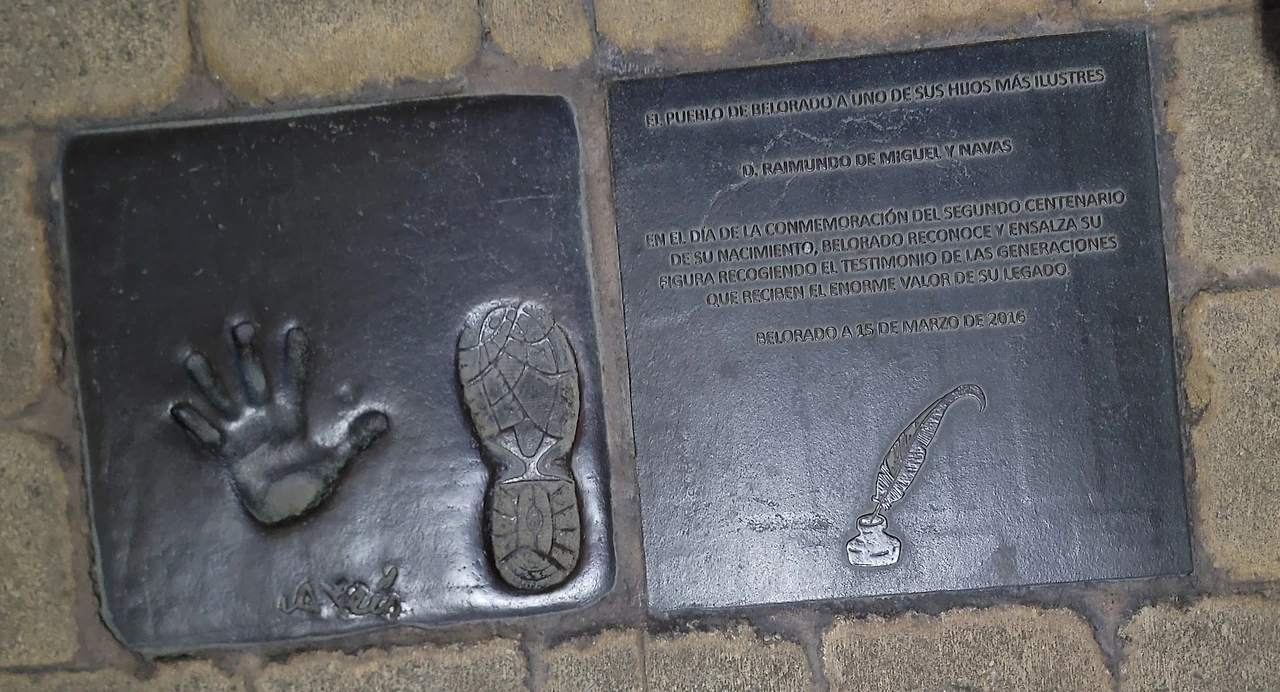 EL PUEBLO DE BELORADO A UNO DE SUS HIJOS MÁS ILUSTRES
D. RAIMUNDO DE MIGUEL Y NAVAS
EN EL DÍA DE LA CONMEMORACIÓN DEL SEGUNDO CENTENARIO
DE SU NACIMIENTO, BELORADO RECONOCE Y ENSALZA SU
FIGURA RECOGIENDO EL TESTIMONIO DE LAS GENERACIONES
QUE RECIBEN EL ENORME VALOR DE SU LEGADO.
BELORADO A 15 DE MARZO DE 2016